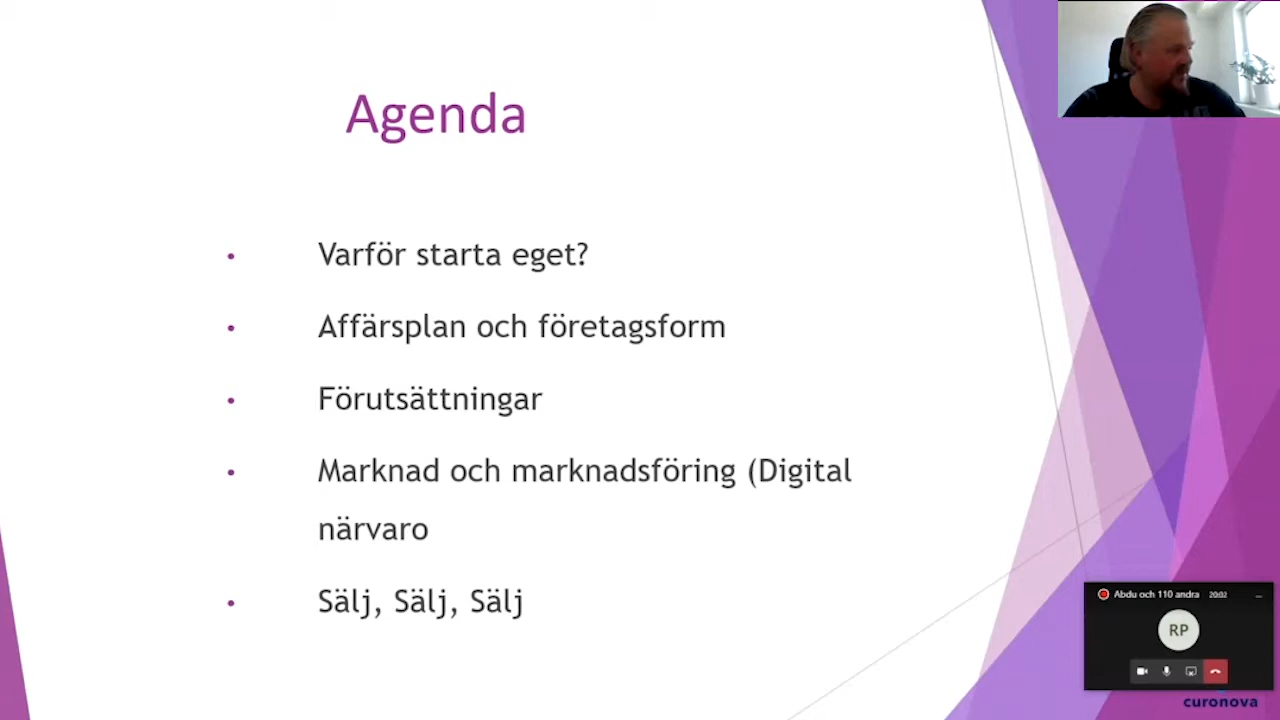 Agenda
• Varför starta eget?
• Affärsplan och företagsform
• Förutsättningar
• Marknad och marknadsföring (Digital
närvaro
• Sälj, Sälj, Sälj
Abdu och 110 andra 20:02
RP
curonova